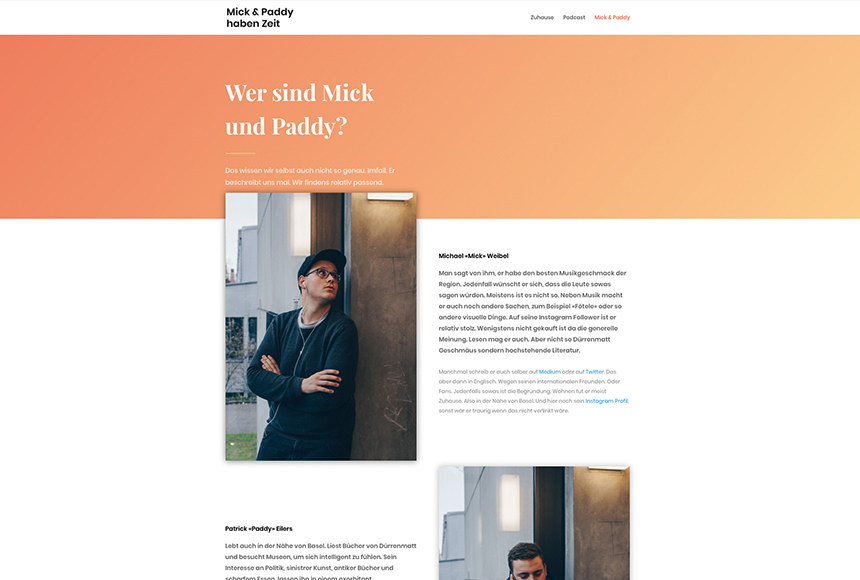 Mick & Paddy
haben Zeit
Zuhause
Podcast
Mick & Paddy
Wer sind Mick
und Paddy?
Das wissen wir selbst auch nicht so genau. Imfall. Er
beschreibt uns mal. Wir findens relativ passend.
Michael «Mick» Weibel
Man sagt von ihm, er habe den besten Musikgeschmack der
Region. Jedenfall wünscht er sich, dass die Leute sowas
sagen würden. Meistens ist es nicht so. Neben Musik macht
er auch noch andere Sachen, zum Beispiel «Fötele» oder so
andere visuelle Dinge. Auf seine Instagram Follower ist er
relativ stolz. Wenigstens nicht gekauft ist da die generelle
Meinung. Lesen mag er auch. Aber nicht so Dürrenmatt
Geschmäus sondern hochstehende Literatur.
Manchmal schreib er auch selber auf Medium oder auf Twitter. Das
aber dann in Englisch. Wegen seinen internationalen Freunden. Oder
Fans. Jedenfalls sowas ist die Begründung. Wohnen tut er meist
Zuhause. Also in der Nähe von Basel. Und hier noch sein Instagram Profil,
sonst wär er traurig wenn das nicht verlinkt wäre.
Patrick «Paddy» Eilers
Lebt auch in der Nähe von Basel. Liest Bücher von Dürrenmatt
und besucht Museen, um sich intelligent zu fühlen. Sein
Interesse an Politik, sinistrer Kunst, antiker Bücher und
scharfem Essen, lassen ihn in einem exorbitant